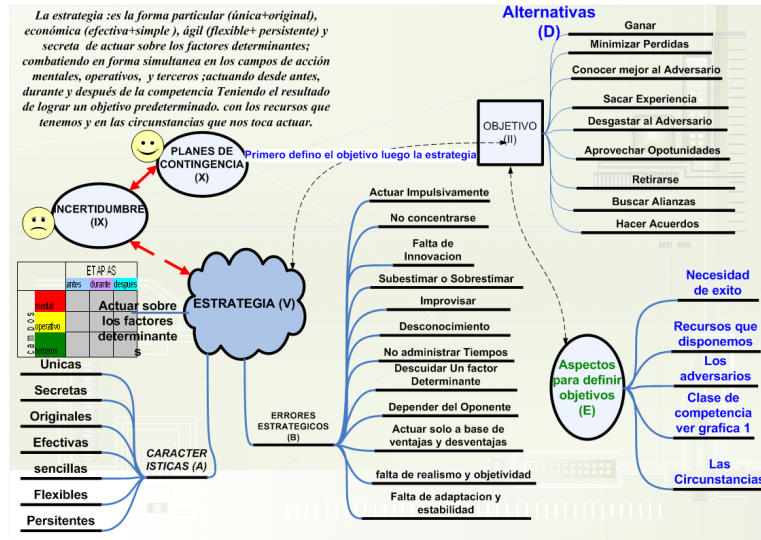 La estrategia :es la forma particular (única+original),
económica (efectiva+simple ), ágil (flexible+ persistente) y
secreta de actuar sobre los factores determinantes;
combatiendo en forma simultanea en los campos de acción
mentales, operativos, y terceros ;actuando desde antes,
durante y después de la competencia Teniendo el resultado
de lograr un objetivo predeterminado. con los recursos que
tenemos y en las circunstancias que nos toca actuar.
Alternativas
(D)
Ganar
Minimizar Perdidas
Conocer mejor al Adversario
Sacar Experiencia
Desgastar al Adversario
Aprovechar Opotunidades
Retirarse
Buscar Alianzas
Hacer Acuerdos
OBJETIVO
(II)
PLANES DE
CONTINGENCIA
(X)
Primero defino el objetivo luego la estrategia
INCERTIDUMBRE
(IX)
ESTRATEGIA (V)
ETAPAS
antes durante despues
Campos
mental
operativo
terceros
Actuar sobre
los factores
determinante
s
Unicas
Secretas
Originales
Efectivas
sencillas
Flexibles
Persitentes
CARACTER
ISTICAS (A)
ERRORES
ESTRATEGICOS
(B)
Actuar Impulsivamente
No concentrarse
Falta de
Innovacion
Subestimar o Sobrestimar
Improvisar
Desconocimiento
No administrar Tiempos
Descuidar Un factor
Determinante
Depender del Oponente
Actuar solo a base de
ventajas y desventajas
falta de realismo y objetividad
Falta de adaptacion y
estabilidad
Aspectos
para definir
objetivos
(E)
Necesidad
de exito
Recursos que
disponemos
Los
adversarios
Clase de
competencia
ver grafica 1
Las
Circunstancias